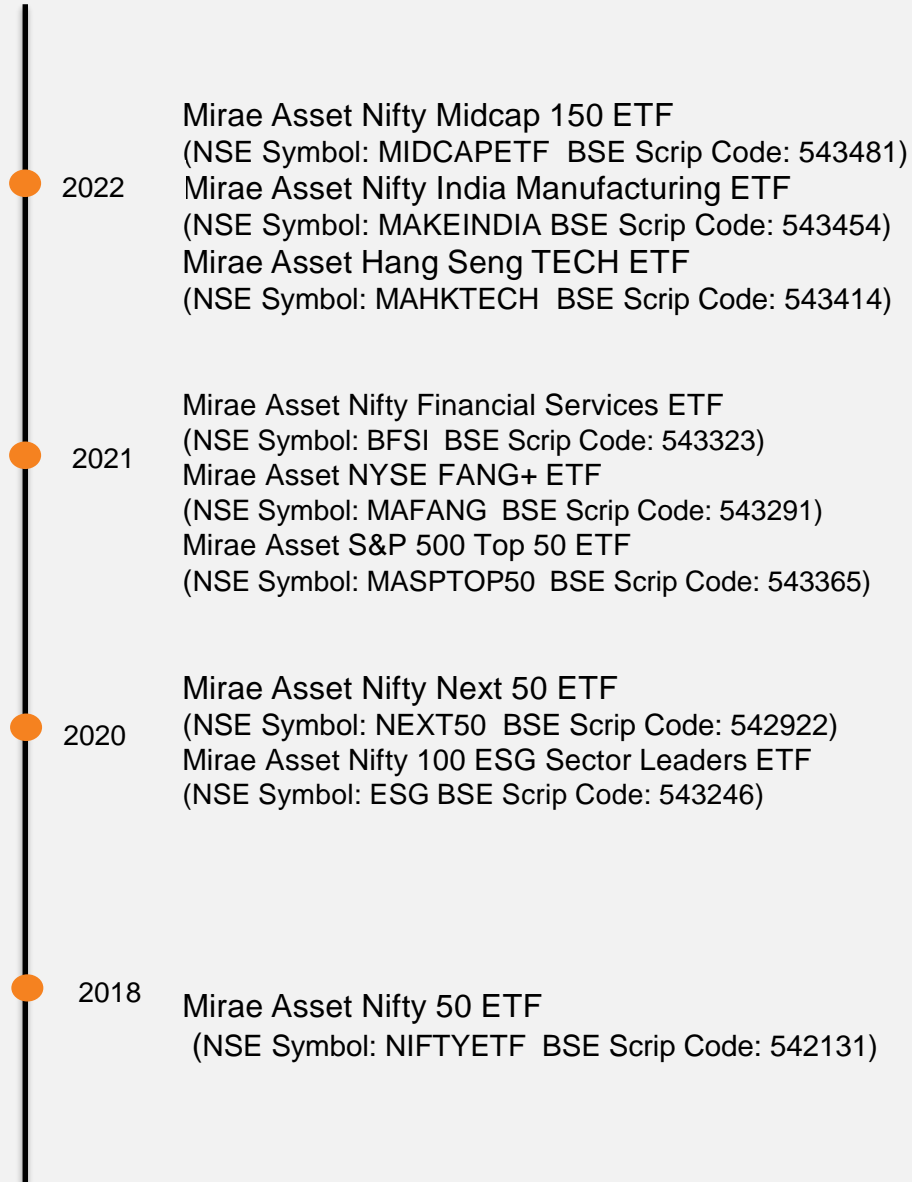 Mirae Asset Nifty Midcap 150 ETF
(NSE Symbol: MIDCAPETF  BSE Scrip Code: 543481)
2022
Mirae Asset Nifty India Manufacturing ETF
(NSE Symbol: MAKEINDIA BSE Scrip Code: 543454)
Mirae Asset Hang Seng TECH ETF
(NSE Symbol: MAHKTECH  BSE Scrip Code: 543414)
Mirae Asset Nifty Financial Services ETF
(NSE Symbol: BFSI  BSE Scrip Code: 543323)
2021
Mirae Asset NYSE FANG+ ETF
(NSE Symbol: MAFANG  BSE Scrip Code: 543291)
Mirae Asset S&P 500 Top 50 ETF
(NSE Symbol: MASPTOP50  BSE Scrip Code: 543365)
Mirae Asset Nifty Next 50 ETF
(NSE Symbol: NEXT50  BSE Scrip Code: 542922)
2020
Mirae Asset Nifty 100 ESG Sector Leaders ETF
(NSE Symbol: ESG BSE Scrip Code: 543246)
2018
Mirae Asset Nifty 50 ETF
(NSE Symbol: NIFTYETF  BSE Scrip Code: 542131)